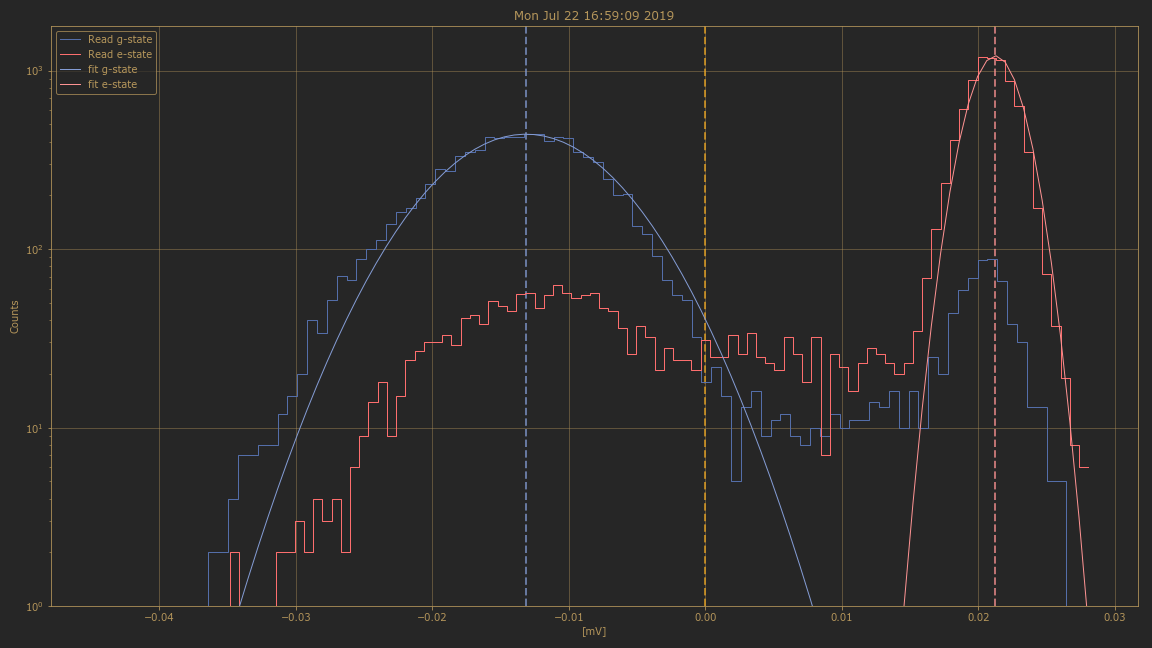 Mon Jul 22 16:59:09 2019
Read g-state
Read e-state
fit g-state
fit e-state
10³
10²
10¹
10⁰
Counts
−0.04 −0.03 −0.02 −0.01 0.00 0.01 0.02 0.03
[mV]